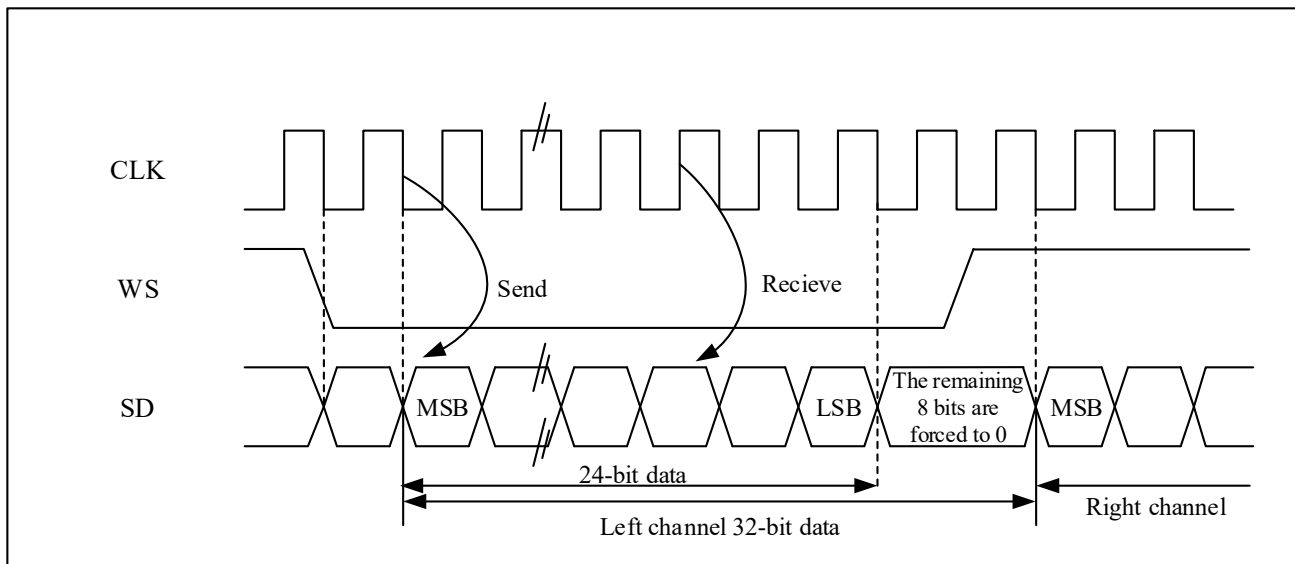 CLK
WS
Send
Recieve
SD
MSB
LSB
The remaining
8 bits are
forced to 0
MSB
24-bit data
Left channel 32-bit data
Right channel